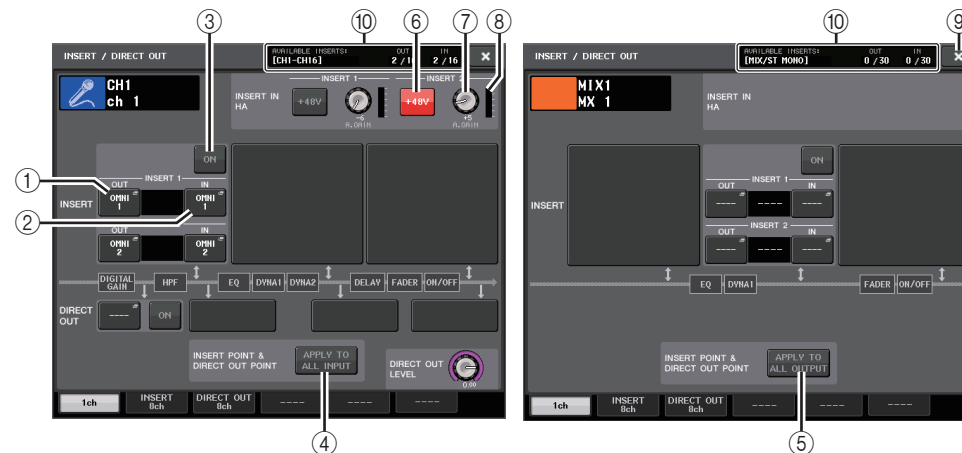 ③ ⑩ ⑥ ⑦ ⑧ ⑩ ⑨
INSERT / DIRECT OUT
AVAILABLE INSERTS: OUT IN
[CH1-CH16] 2 /16 2 /16
CH1
ch 1
INSERT IN
HA
INSERT 1
+48V
-6
A.GAIN
INSERT 2
+48V
+5
A.GAIN
ON
①
②
INSERT
INSERT 1
OUT IN
OMNI
1
OMNI
1
OUT IN
OMNI
2
OMNI
2
DIGITAL
GAIN
HPF EQ DYNA1 DYNA2 DELAY FADER ON/OFF
DIRECT
OUT
---- ON
INSERT POINT &
DIRECT OUT POINT
APPLY TO
ALL INPUT
DIRECT OUT
LEVEL
0.00
1ch
INSERT
8ch
DIRECT OUT
8ch
---- ---- ----
④
INSERT / DIRECT OUT
AVAILABLE INSERTS: OUT IN
[MIX/ST MONO] 0 /30 0 /30
MIX1
MX 1
INSERT IN
HA
ON
INSERT
INSERT 1
OUT IN
---- ---- ----
INSERT 2
OUT IN
---- ---- ----
EQ DYNA1 FADER ON/OFF
INSERT POINT &
DIRECT OUT POINT
APPLY TO
ALL OUTPUT
1ch
INSERT
8ch
DIRECT OUT
8ch
---- ---- ----
⑤